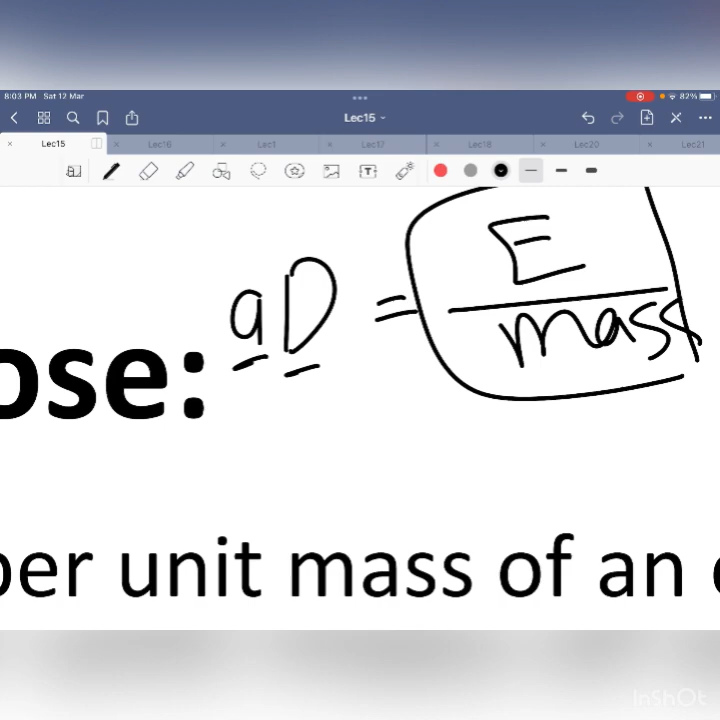 8:03 PM Sat 12 Mar
82%
Lec15
Lec15 Lec16 Lec1 Lec17 Lec18 Lec20 Lec21
T
E
aD = mass
ose:
per unit mass of an
InShOt